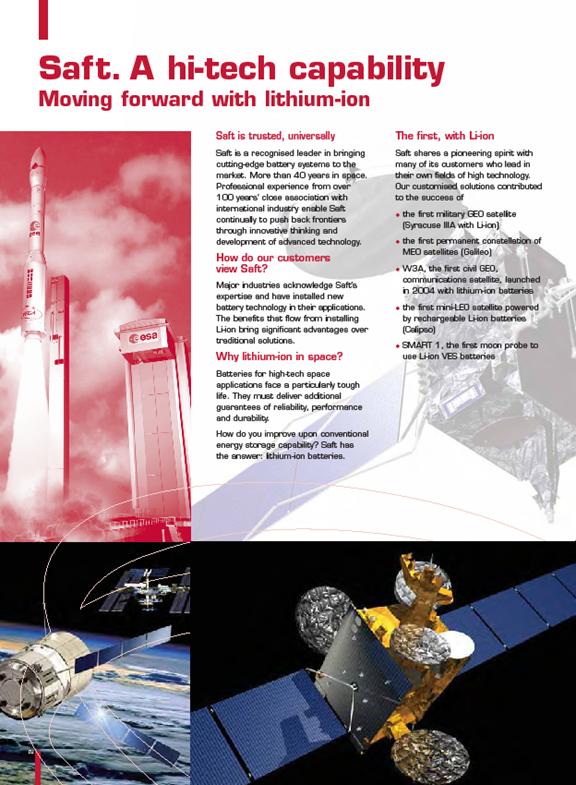 Saft. A hi-tech capability
Moving forward with lithium-ion
Saft is trusted, universally
Saft is a recognised leader in bringing
cutting-edge battery systems to the
market. More than 40 years in space.
Professional experience from over
100 years' close association with
international industry enable Saft
continually to push back frontiers
through innovative thinking and
development of advanced technology.
How do our customers
view Saft?
Major industries acknowledge Saft's
expertise and have installed new
battery technology in their applications.
The benefits that flow from installing
Li-ion bring significant advantages over
traditional solutions.
Why lithium-ion in space?
Batteries for high-tech space
applications face a particularly tough
life. They must deliver additional
guarantees of reliability, performance
and durability.
How do you improve upon conventional
energy storage capability? Saft has
the answer: lithium-ion batteries.
The first, with Li-ion
Saft shares a pioneering spirit with
many of its customers who lead in
their own fields of high technology.
Our customised solutions contributed
to the success of
• the first military GEO satellite
(Syracuse IIIA with Li-ion)
• the first permanent constellation of
MEO satellites (Galileo)
• W3A, the first civil GEO,
communications satellite, launched
in 2004 with lithium-ion batteries
• the first mini-LEO satellite powered
by rechargeable Li-ion batteries
(Calipso)
• SMART 1, the first moon probe to
use Li-ion VES batteries
esa
esa